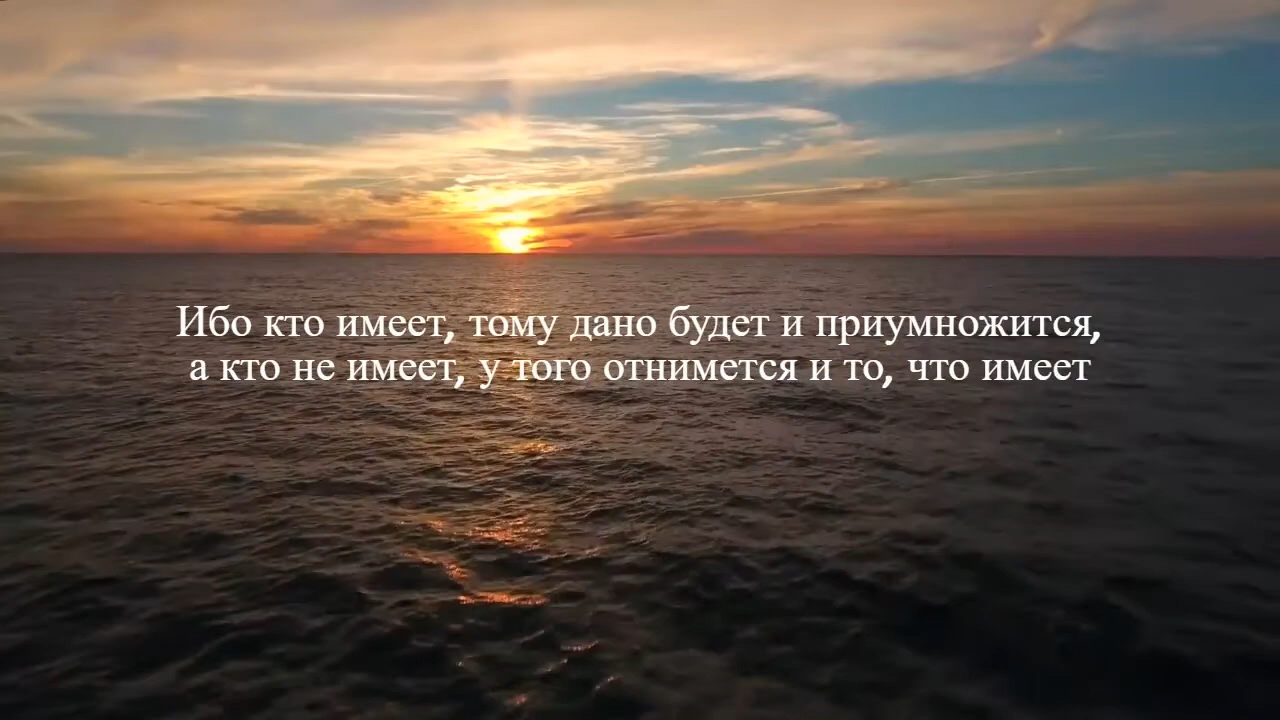 Ибо кто имеет, тому дано будет и приумножится,
а кто не имеет, у того отнимется и то, что имеет